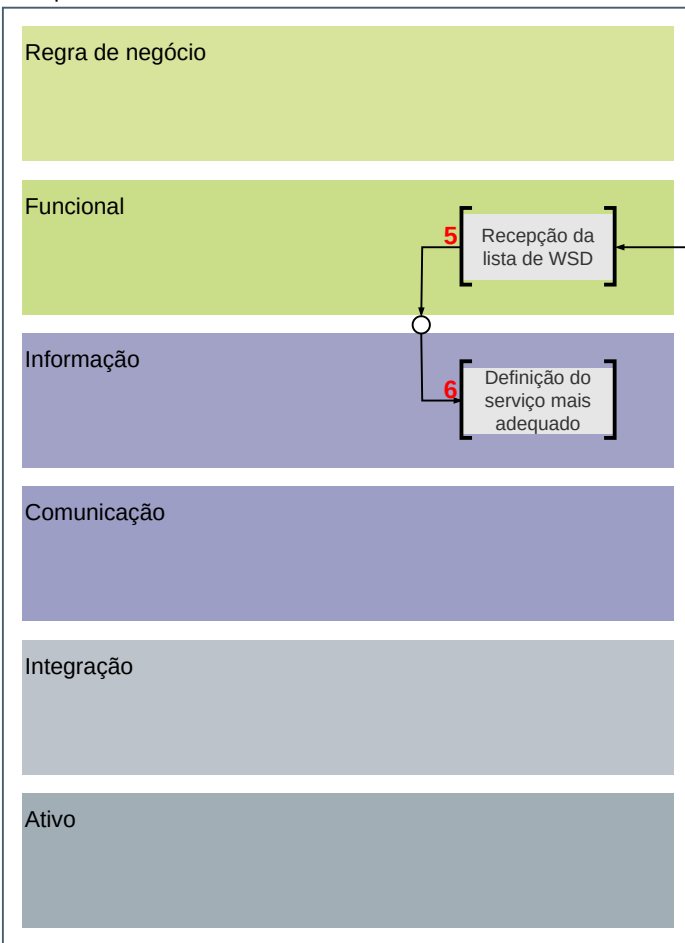 Regra de negócio
Funcional
5
Recepção da
lista de WSD
Informação
6
Definição do
serviço mais
adequado
Comunicação
Integração
Ativo